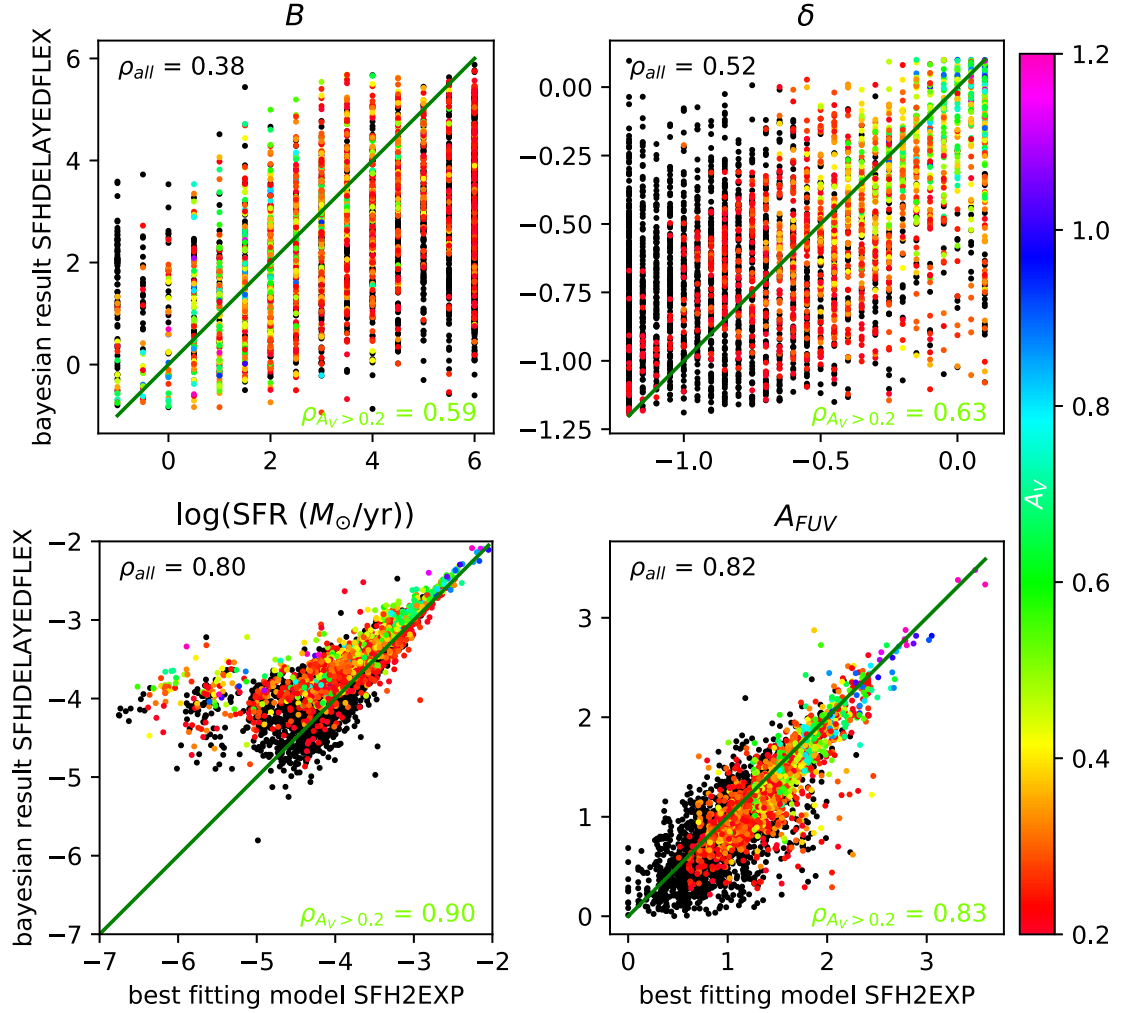 B
δ
ρall = 0.38
ρAV > 0.2 = 0.59
bayesian result SFHDELAYEDFLEX
6
4
2
0
0
2
4
6
ρall = 0.52
ρAV > 0.2 = 0.63
0.00
−0.25
−0.50
−0.75
−1.00
−1.25
−1.0
−0.5
0.0
log(SFR (M⊙/yr))
AFUV
ρall = 0.80
ρAV > 0.2 = 0.90
bayesian result SFHDELAYEDFLEX
−2
−3
−4
−5
−6
−7
−7
−6
−5
−4
−3
−2
best fitting model SFH2EXP
ρall = 0.82
ρAV > 0.2 = 0.83
3
2
1
0
0
1
2
3
best fitting model SFH2EXP
1.2
1.0
0.8
0.6
0.4
0.2
AV